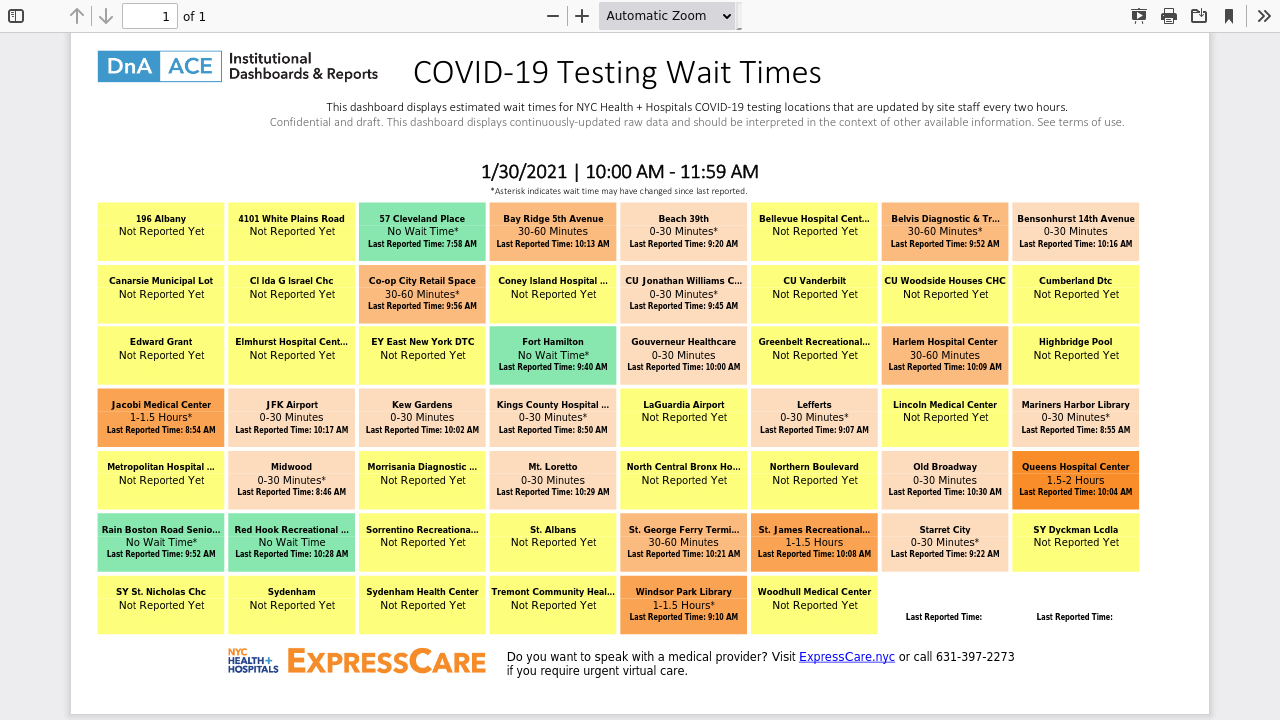 1 of 1 Automatic Zoom
DnA ACE Institutional
Dashboards & Reports
COVID-19 Testing Wait Times
This dashboard displays estimated wait times for NYC Health + Hospitals COVID-19 testing locations that are updated by site staff every two hours.
Confidential and draft. This dashboard displays continuously-updated raw data and should be interpreted in the context of other available information. See terms of use.
1/30/2021 | 10:00 AM - 11:59 AM
*Asterisk indicates wait time may have changed since last reported.
196 Albany
Not Reported Yet
4101 White Plains Road
Not Reported Yet
57 Cleveland Place
No Wait Time*
Last Reported Time: 7:58 AM
Bay Ridge 5th Avenue
30-60 Minutes
Last Reported Time: 10:13 AM
Beach 39th
0-30 Minutes*
Last Reported Time: 9:20 AM
Bellevue Hospital Cent...
Not Reported Yet
Belvis Diagnostic & Tr...
30-60 Minutes*
Last Reported Time: 9:52 AM
Bensonhurst 14th Avenue
0-30 Minutes
Last Reported Time: 10:16 AM
Canarsie Municipal Lot
Not Reported Yet
Cl Ida G Israel Chc
Not Reported Yet
Co-op City Retail Space
30-60 Minutes*
Last Reported Time: 9:56 AM
Coney Island Hospital ...
Not Reported Yet
CU Jonathan Williams C...
0-30 Minutes*
Last Reported Time: 9:45 AM
CU Vanderbilt
Not Reported Yet
CU Woodside Houses CHC
Not Reported Yet
Cumberland Dtc
Not Reported Yet
Edward Grant
Not Reported Yet
Elmhurst Hospital Cent...
Not Reported Yet
EY East New York DTC
Not Reported Yet
Fort Hamilton
No Wait Time*
Last Reported Time: 9:40 AM
Gouverneur Healthcare
0-30 Minutes
Last Reported Time: 10:00 AM
Greenbelt Recreational...
Not Reported Yet
Harlem Hospital Center
30-60 Minutes
Last Reported Time: 10:09 AM
Highbridge Pool
Not Reported Yet
Jacobi Medical Center
1-1.5 Hours*
Last Reported Time: 8:54 AM
JFK Airport
0-30 Minutes
Last Reported Time: 10:17 AM
Kew Gardens
0-30 Minutes
Last Reported Time: 10:02 AM
Kings County Hospital ...
0-30 Minutes*
Last Reported Time: 8:50 AM
LaGuardia Airport
Not Reported Yet
Lefferts
0-30 Minutes*
Last Reported Time: 9:07 AM
Lincoln Medical Center
Not Reported Yet
Mariners Harbor Library
0-30 Minutes*
Last Reported Time: 8:55 AM
Metropolitan Hospital ...
Not Reported Yet
Midwood
0-30 Minutes*
Last Reported Time: 8:46 AM
Morrisania Diagnostic ...
Not Reported Yet
Mt. Loretto
0-30 Minutes
Last Reported Time: 10:29 AM
North Central Bronx Ho...
Not Reported Yet
Northern Boulevard
Not Reported Yet
Old Broadway
0-30 Minutes
Last Reported Time: 10:30 AM
Queens Hospital Center
1.5-2 Hours
Last Reported Time: 10:04 AM
Rain Boston Road Senio...
No Wait Time*
Last Reported Time: 9:52 AM
Red Hook Recreational ...
No Wait Time
Last Reported Time: 10:28 AM
Sorrentino Recreationa...
Not Reported Yet
St. Albans
Not Reported Yet
St. George Ferry Termi...
30-60 Minutes
Last Reported Time: 10:21 AM
St. James Recreational...
1-1.5 Hours
Last Reported Time: 10:08 AM
Starret City
0-30 Minutes*
Last Reported Time: 9:22 AM
SY Dyckman Lcdla
Not Reported Yet
SY St. Nicholas Chc
Not Reported Yet
Sydenham
Not Reported Yet
Sydenham Health Center
Not Reported Yet
Tremont Community Heal...
Not Reported Yet
Windsor Park Library
1-1.5 Hours*
Last Reported Time: 9:10 AM
Woodhull Medical Center
Not Reported Yet
Last Reported Time:
Last Reported Time:
NYC
HEALTH+
HOSPITALS
EXPRESSCARE
Do you want to speak with a medical provider? Visit ExpressCare.nyc or call 631-397-2273
if you require urgent virtual care.